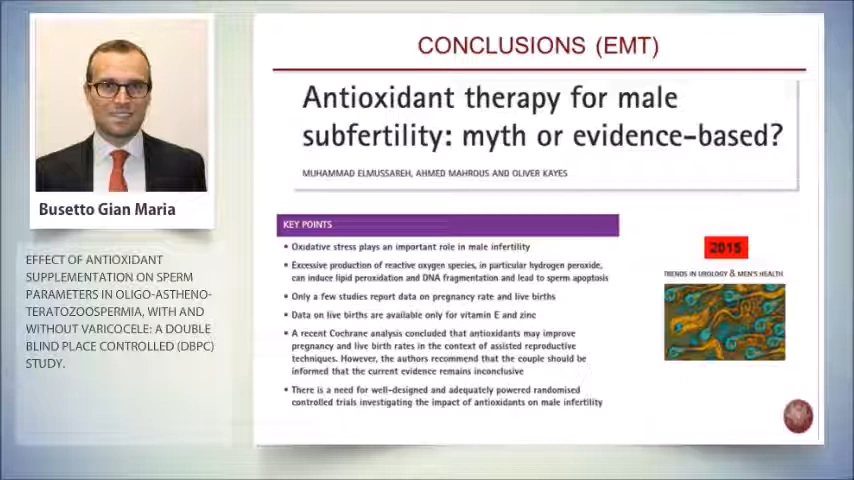 CONCLUSIONS (EMT)
Antioxidant therapy for male
subfertility: myth or evidence-based?
MUHAMMAD ELMUSSAREH, AHMED MAHROUS AND OLIVER KAYES
Busetto Gian Maria
EFFECT OF ANTIOXIDANT
SUPPLEMENTATION ON SPERM
PARAMETERS IN OLIGO-ASTHENO-
TERATOZOOSPERMIA, WITH AND
WITHOUT VARICOCELE: A DOUBLE
BLIND PLACE CONTROLLED (DBPC)
STUDY.
KEY POINTS
• Oxidative stress plays an important role in male infertility
• Excessive production of reactive oxygen species, in particular hydrogen peroxide,
can induce lipid peroxidation and DNA fragmentation and lead to sperm apoptosis
• Only a few studies report data on pregnancy rate and live births
• Data on live births are available only for vitamin E and zinc
• A recent Cochrane analysis concluded that antioxidants may improve
pregnancy and live birth rates in the context of assisted reproductive
techniques. However, the authors recommend that the couple should be
informed that the current evidence remains inconclusive
• There is a need for well-designed and adequately powered randomised
controlled trials investigating the impact of antioxidants on male infertility
2015
TRENDS IN UROLOGY & MEN'S HEALTH